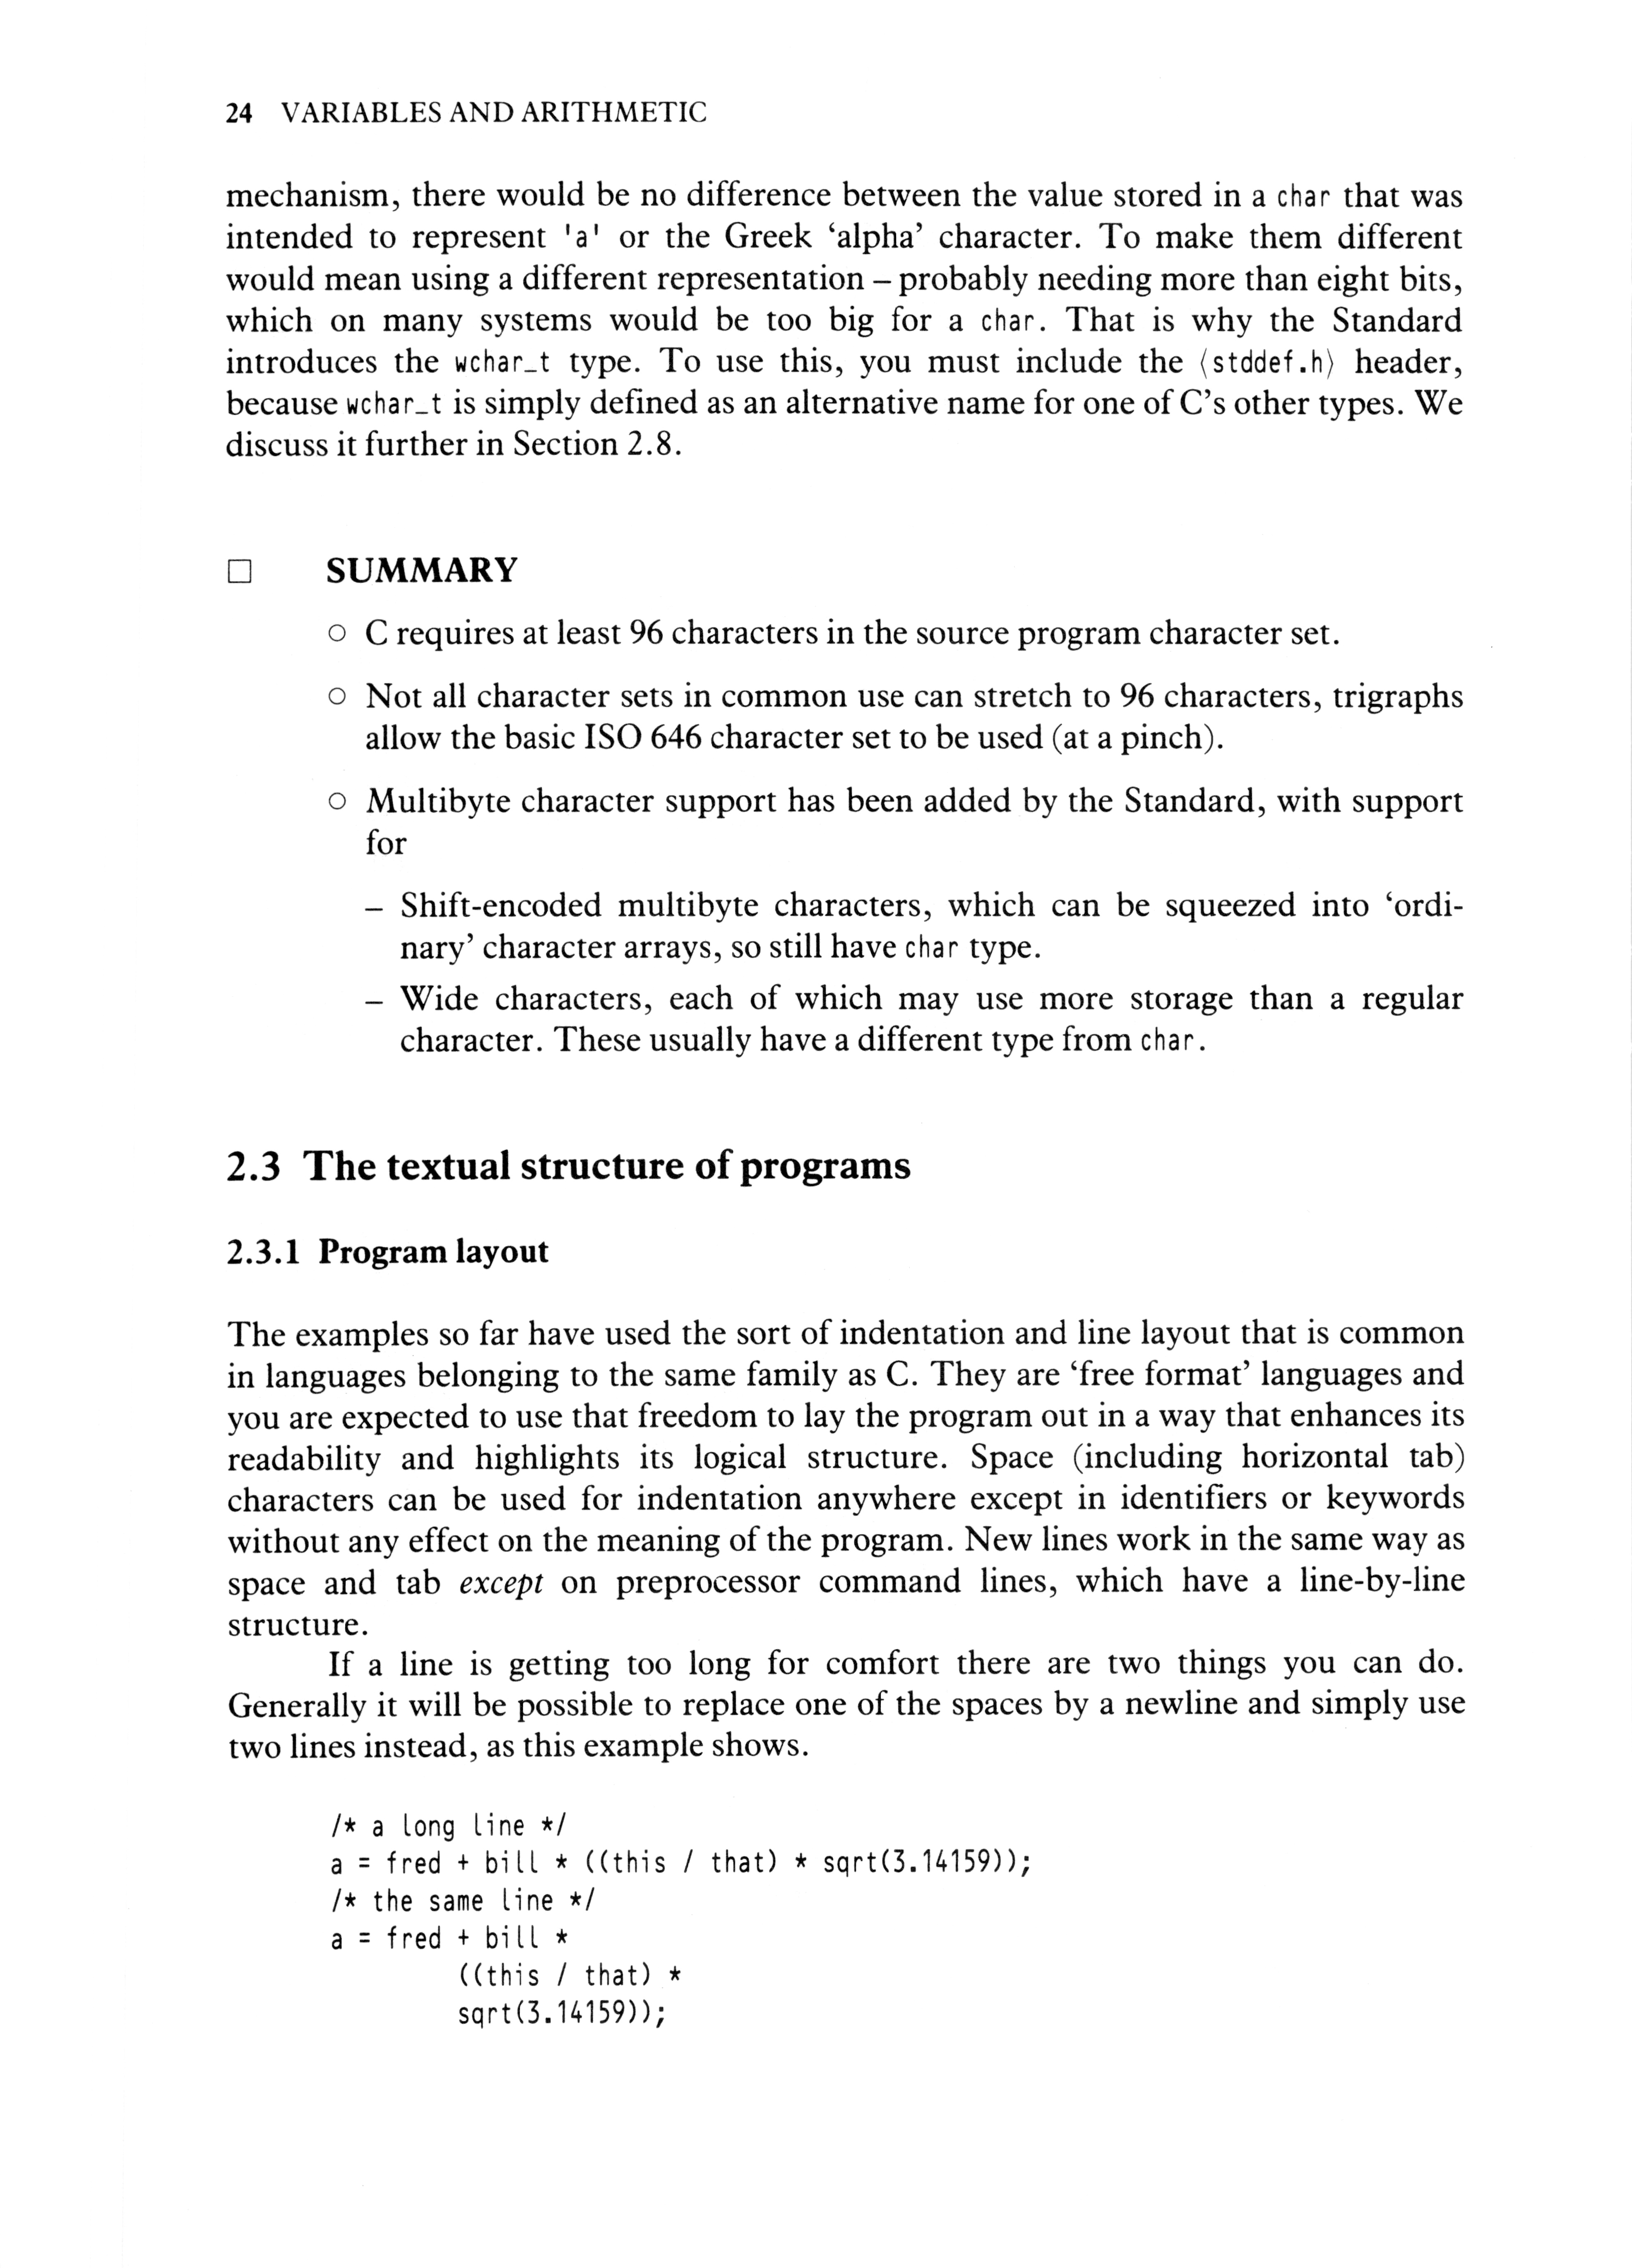 24 VARIABLES AND ARITHMETIC
mechanism, there would be no difference between the value stored in a char that was
intended to represent 'a' or the Greek ‘alpha’ character. To make them different
would mean using a different representation – probably needing more than eight bits,
which on many systems would be too big for a char. That is why the Standard
introduces the wchar_t type. To use this, you must include the ⟨stddef.h⟩ header,
because wchar_t is simply defined as an alternative name for one of C’s other types. We
discuss it further in Section 2.8.
□ SUMMARY
○ C requires at least 96 characters in the source program character set.
○ Not all character sets in common use can stretch to 96 characters, trigraphs
allow the basic ISO 646 character set to be used (at a pinch).
○ Multibyte character support has been added by the Standard, with support
for
– Shift-encoded multibyte characters, which can be squeezed into ‘ordi-
nary’ character arrays, so still have char type.
– Wide characters, each of which may use more storage than a regular
character. These usually have a different type from char.
2.3 The textual structure of programs
2.3.1 Program layout
The examples so far have used the sort of indentation and line layout that is common
in languages belonging to the same family as C. They are ‘free format’ languages and
you are expected to use that freedom to lay the program out in a way that enhances its
readability and highlights its logical structure. Space (including horizontal tab)
characters can be used for indentation anywhere except in identifiers or keywords
without any effect on the meaning of the program. New lines work in the same way as
space and tab except on preprocessor command lines, which have a line-by-line
structure.
If a line is getting too long for comfort there are two things you can do.
Generally it will be possible to replace one of the spaces by a newline and simply use
two lines instead, as this example shows.
/* a long line */
a = fred + bill * ((this / that) * sqrt(3.14159));
/* the same line */
a = fred + bill *
((this / that) *
sqrt(3.14159));